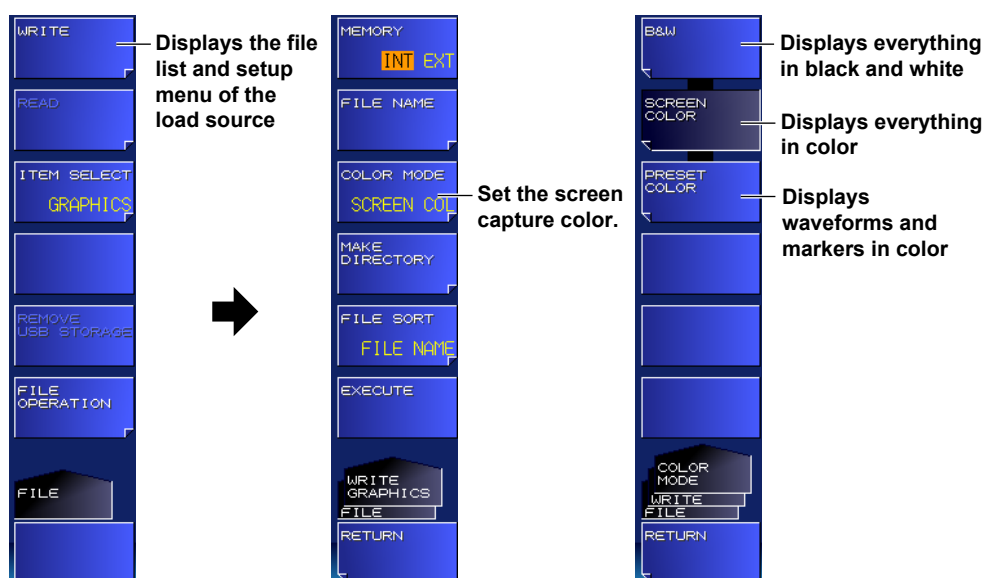 WRITE
READ
ITEM SELECT
GRAPHICS
REMOVE
USB STORAGE
FILE
OPERATION
FILE
Displays the file
list and setup
menu of the
load source
MEMORY
INT EXT
FILE NAME
COLOR MODE
SCREEN COL
MAKE
DIRECTORY
FILE SORT
FILE NAME
EXECUTE
WRITE
GRAPHICS
FILE
RETURN
Set the screen
capture color.
B&W
SCREEN
COLOR
PRESET
COLOR
COLOR
MODE
WRITE
FILE
RETURN
Displays everything
in black and white
Displays everything
in color
Displays
waveforms and
markers in color